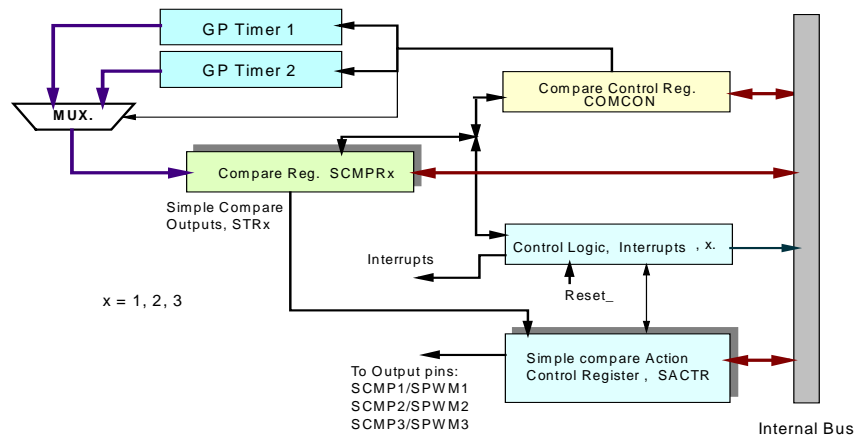 GP Timer 1
GP Timer 2
MUX.
Compare Control Reg.
COMCON
Compare Reg. SCMPRx
Simple Compare
Outputs, STRx
Control Logic, Interrupts , x.
Interrupts
Reset_
x = 1, 2, 3
Simple compare Action
Control Register , SACTR
To Output pins:
SCMP1/SPWM1
SCMP2/SPWM2
SCMP3/SPWM3
Internal Bus